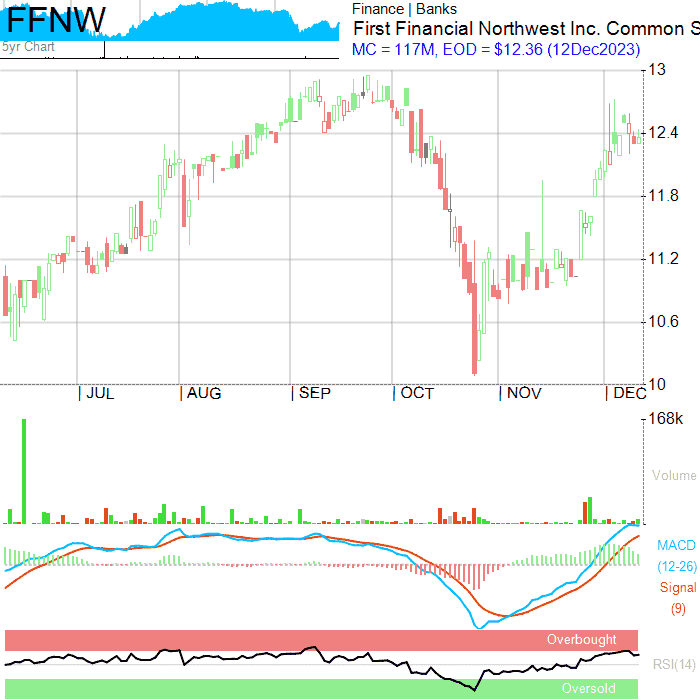 FFNW
5yr Chart
Finance | Banks
First Financial Northwest Inc. Common S
MC = 117M, EOD = $12.36 (12Dec2023)
13
12.4
11.8
11.2
10.6
10
| JUL | AUG | SEP | OCT | NOV | DEC
168k
Volume
MACD
(12-26)
Signal
(9)
Overbought
RSI(14)
Oversold